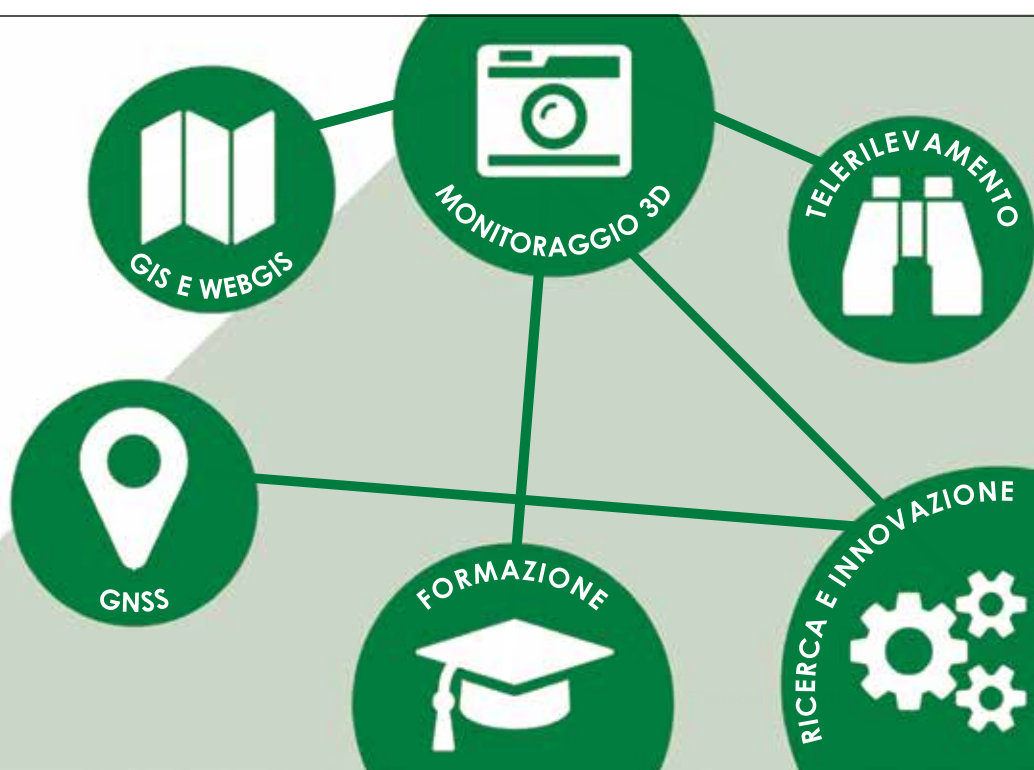 MONITORAGGIO 3D
GIS E WEBGIS
TELERILEVAMENTO
GNSS
FORMAZIONE
RICERCA E INNOVAZIONE